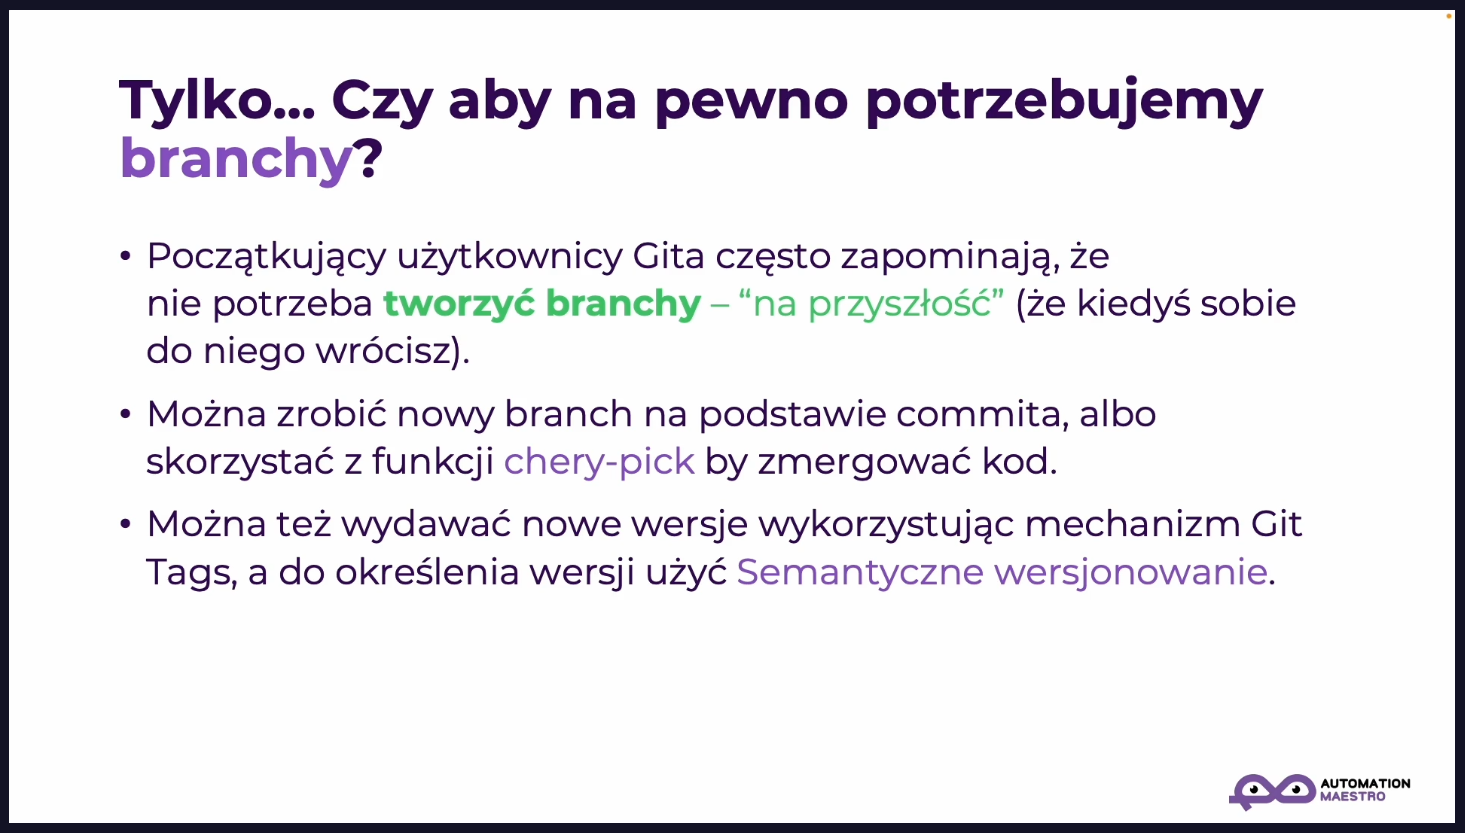 Tylko... Czy aby na pewno potrzebujemy
branchy?
• Początkujący użytkownicy Gita często zapominają, że
nie potrzeba tworzyć branchy – “na przyszłość” (że kiedyś sobie
do niego wrócisz).
• Można zrobić nowy branch na podstawie commita, albo
skorzystać z funkcji chery-pick by zmergować kod.
• Można też wydawać nowe wersje wykorzystując mechanizm Git
Tags, a do określenia wersji użyć Semantyczne wersjonowanie.
AUTOMATION
MAESTRO